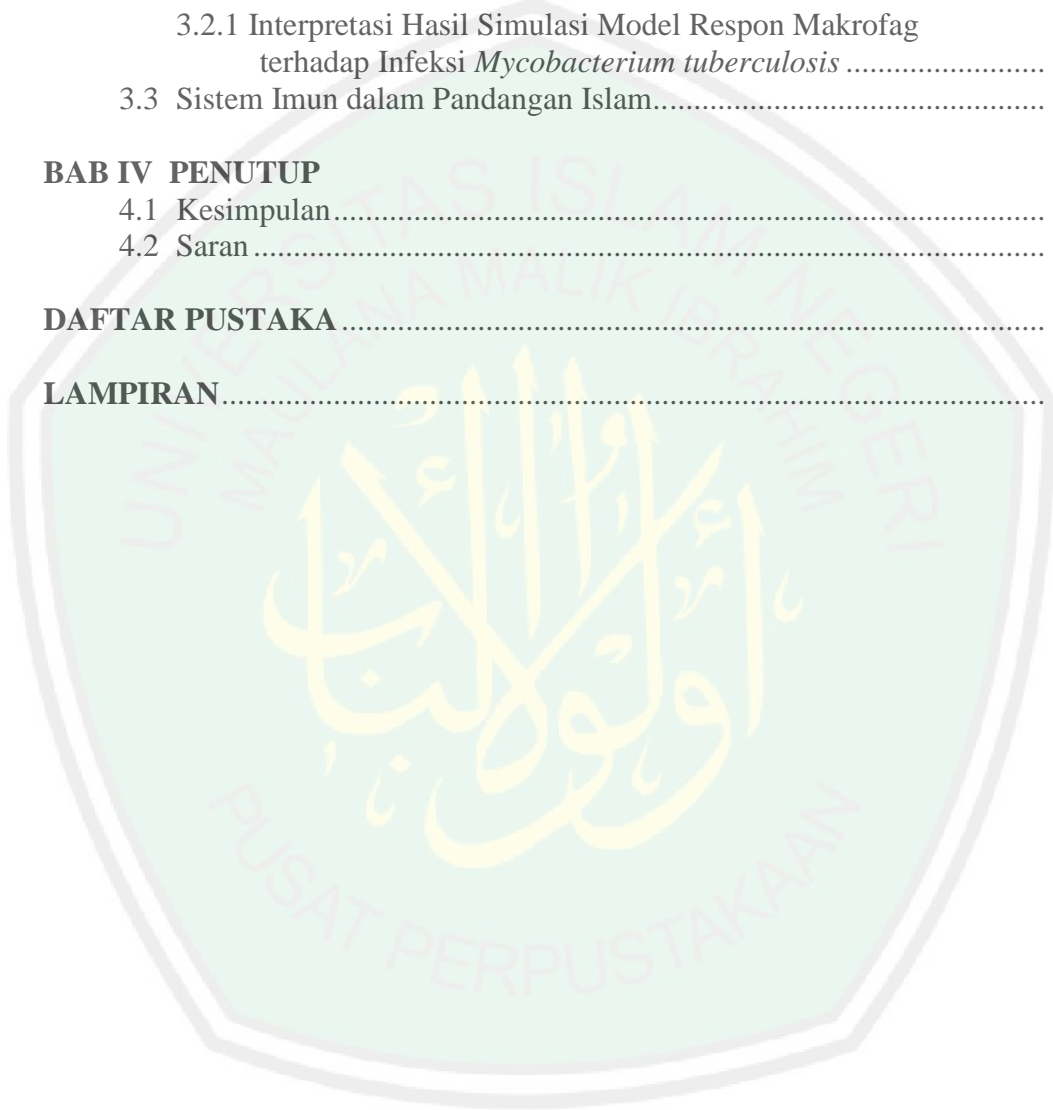 3.2.1 Interpretasi Hasil Simulasi Model Respon Makrofag
terhadap Infeksi Mycobacterium tuberculosis ........................
3.3 Sistem Imun dalam Pandangan Islam.................................................
BAB IV PENUTUP
4.1 Kesimpulan.........................................................................................
4.2 Saran ...................................................................................................
DAFTAR PUSTAKA ........................................................................................
LAMPIRAN.......................................................................................................
UNIVERSITAS ISLAM NEGERI
MAULANA MALIK IBRAHIM
أولوا الألباب
PUSAT PERPUSTAKAAN